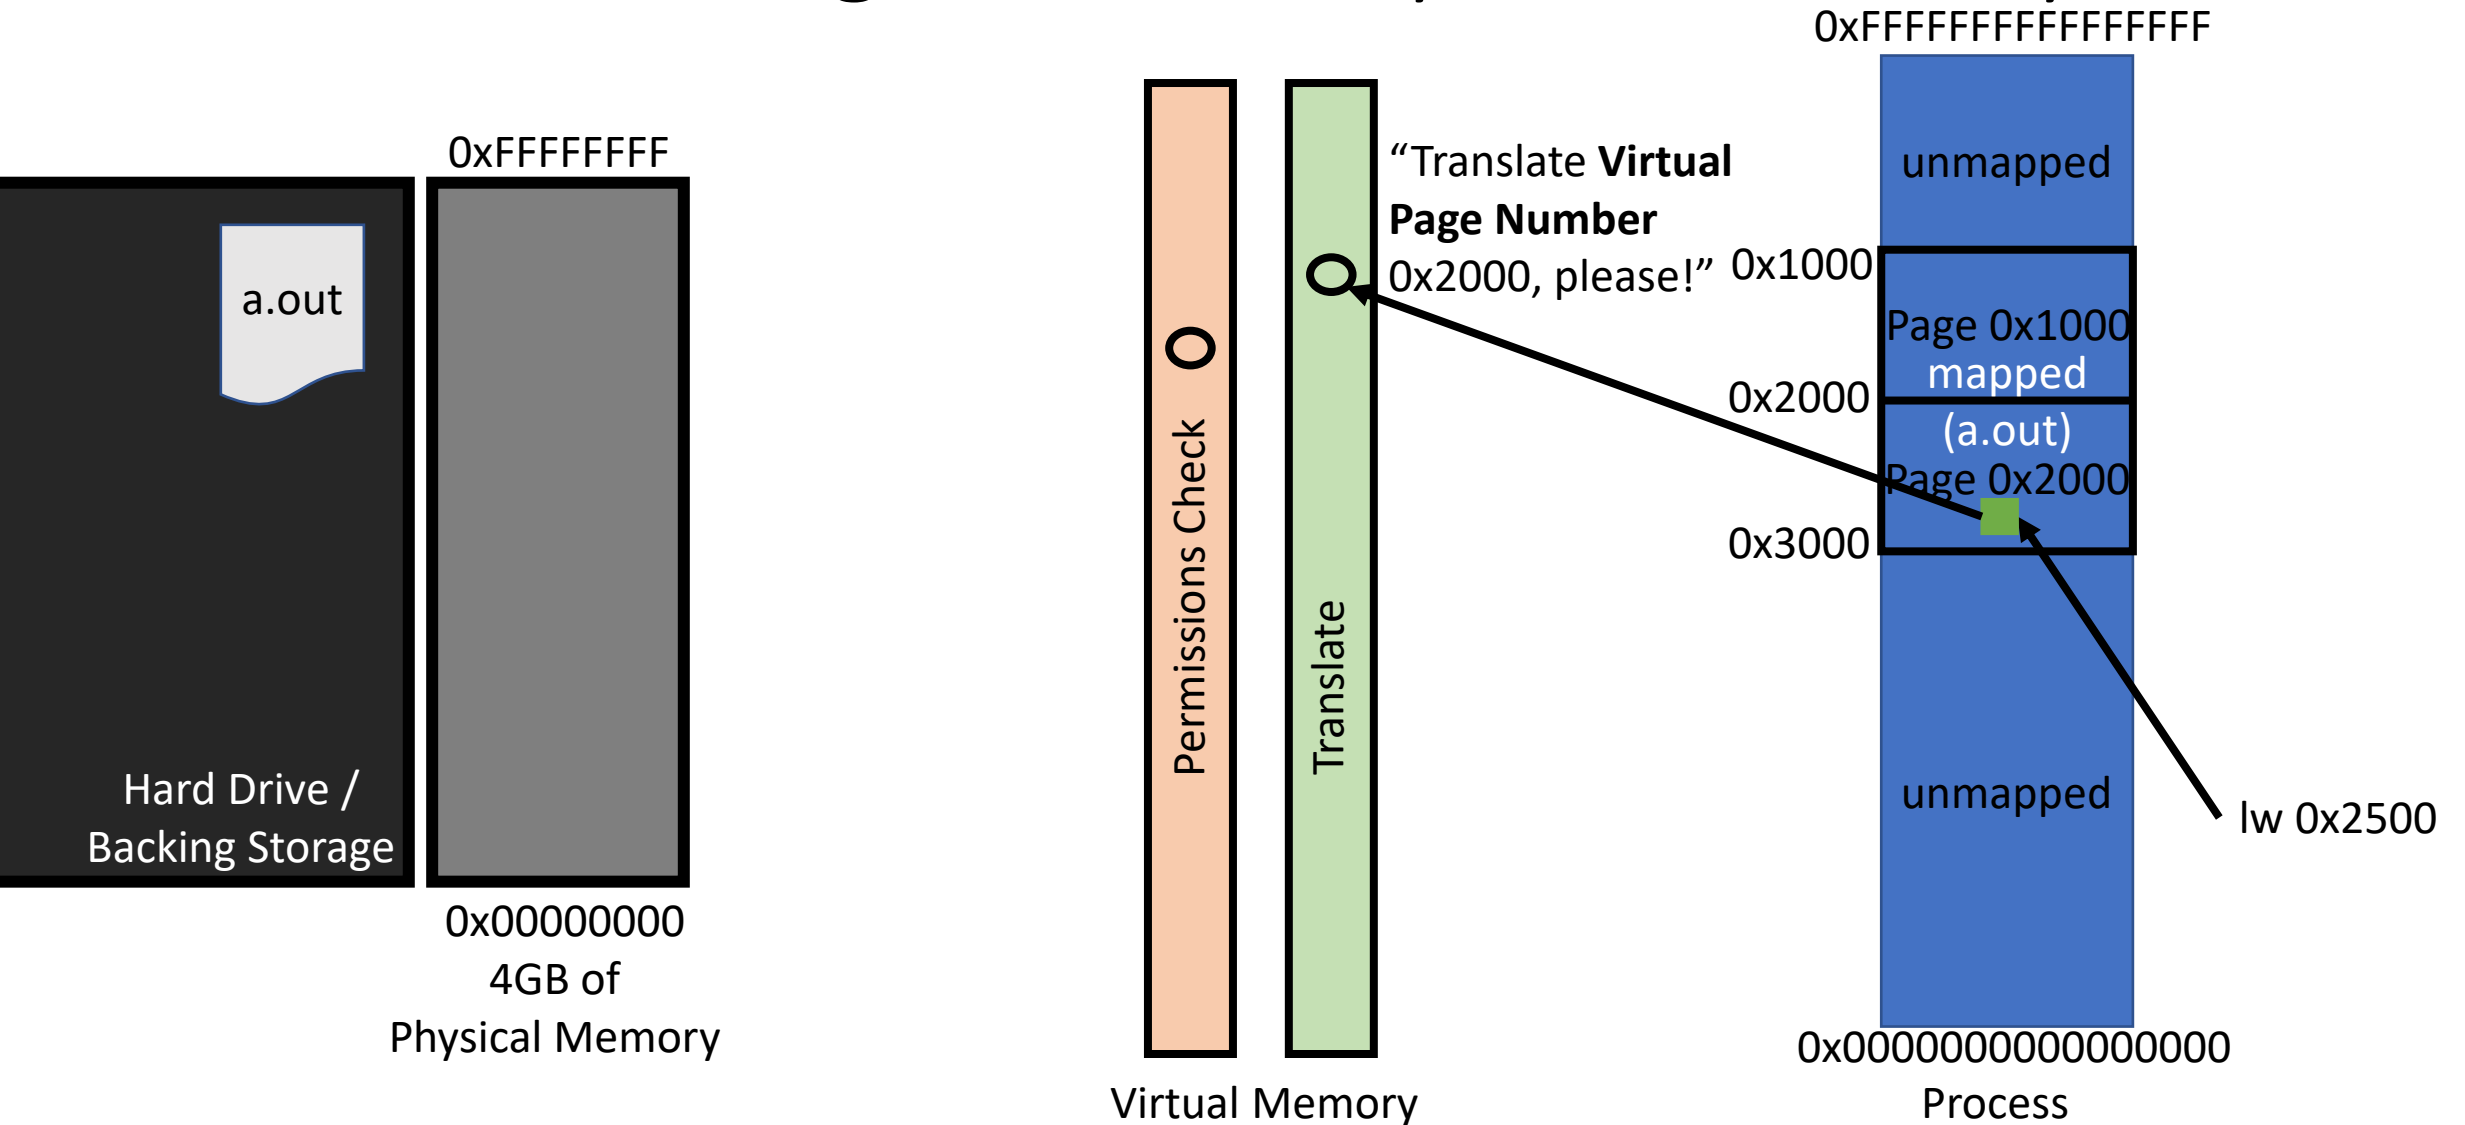 0xFFFFFFFFFFFFFFFF
0xFFFFFFFF
a.out
Hard Drive /
Backing Storage
0x00000000
4GB of
Physical Memory
Permissions Check
Translate
Virtual Memory
“Translate Virtual
Page Number
0x2000, please!”
unmapped
0x1000
Page 0x1000
mapped
0x2000
(a.out)
Page 0x2000
0x3000
unmapped
lw 0x2500
0x0000000000000000
Process